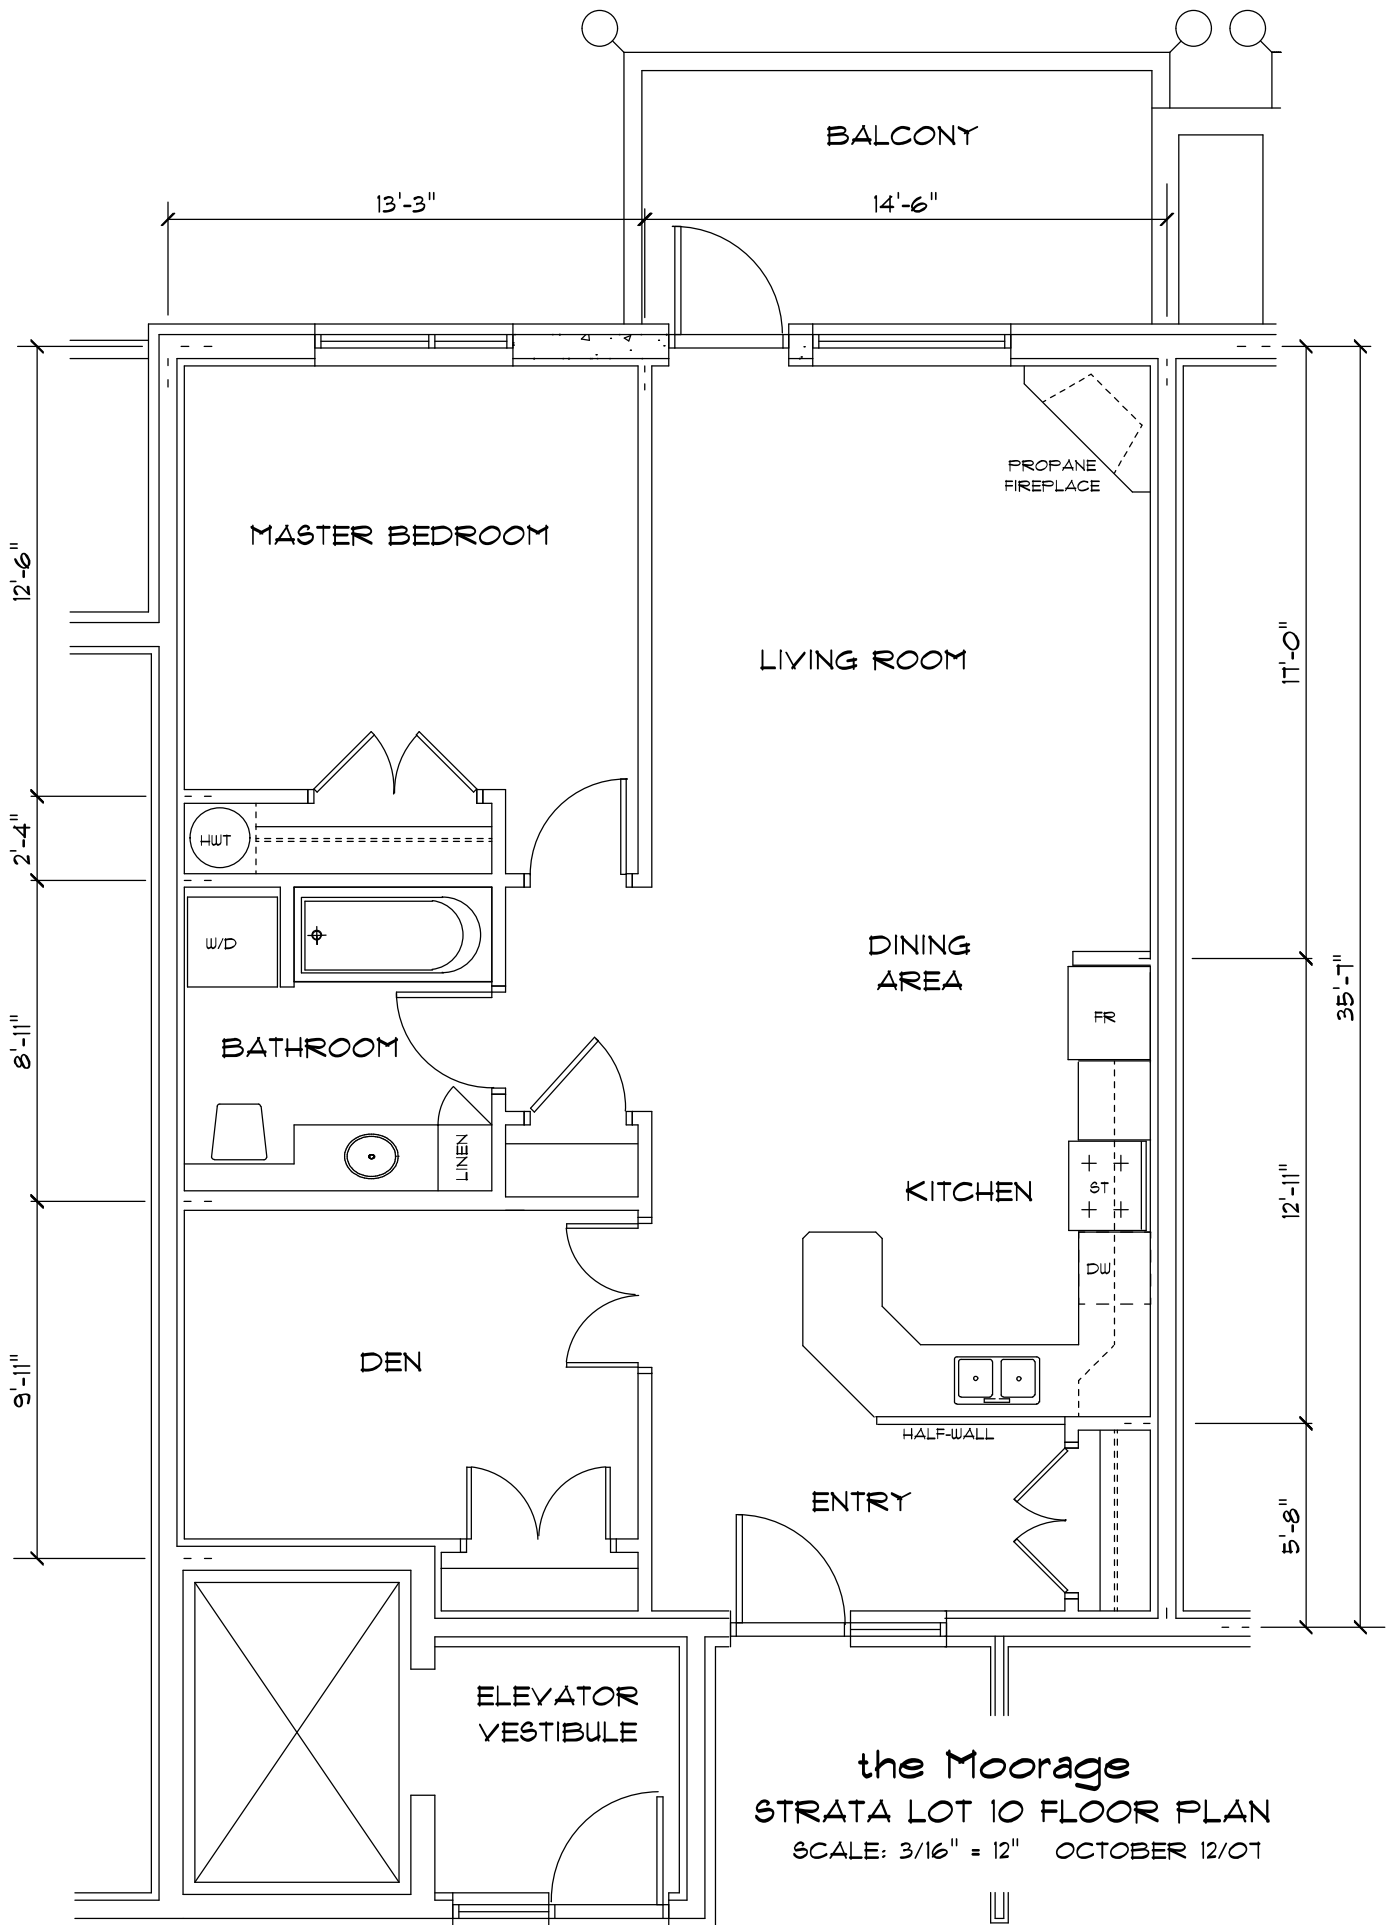 BALCONY
13'-3"
14'-6"
PROPANE
FIREPLACE
MASTER BEDROOM
12'-6"
LIVING ROOM
17'-0"
HWT
2'-4"
W/D
DINING
AREA
35'-7"
FR
8'-11"
BATHROOM
LINEN
KITCHEN
ST
12'-11"
DW
DEN
9'-11"
HALF-WALL
ENTRY
5'-8"
ELEVATOR
VESTIBULE
the Moorage
STRATA LOT 10 FLOOR PLAN
SCALE: 3/16" = 12" OCTOBER 12/07